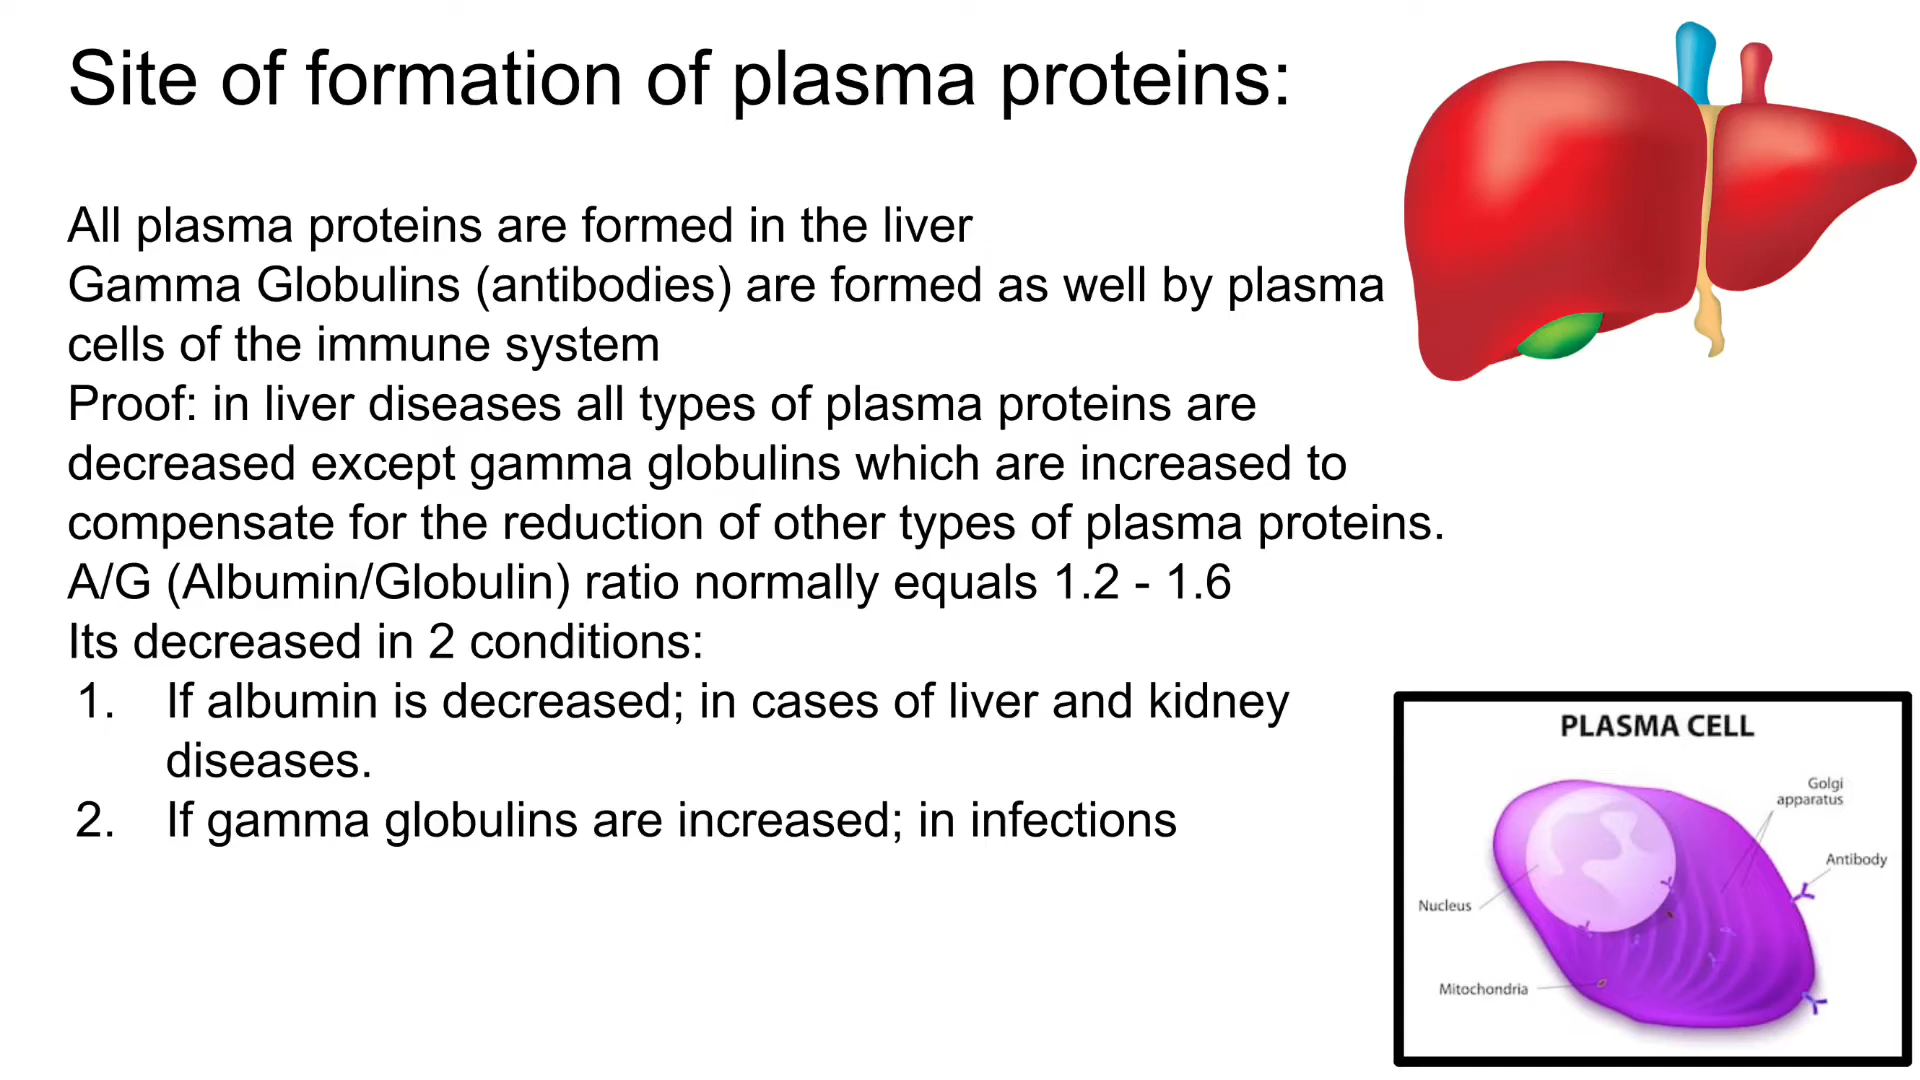 Site of formation of plasma proteins:
All plasma proteins are formed in the liver
Gamma Globulins (antibodies) are formed as well by plasma
cells of the immune system
Proof: in liver diseases all types of plasma proteins are
decreased except gamma globulins which are increased to
compensate for the reduction of other types of plasma proteins.
A/G (Albumin/Globulin) ratio normally equals 1.2 - 1.6
Its decreased in 2 conditions:
1. If albumin is decreased; in cases of liver and kidney
diseases.
2. If gamma globulins are increased; in infections
PLASMA CELL
Golgi
apparatus
Antibody
Nucleus
Mitochondria